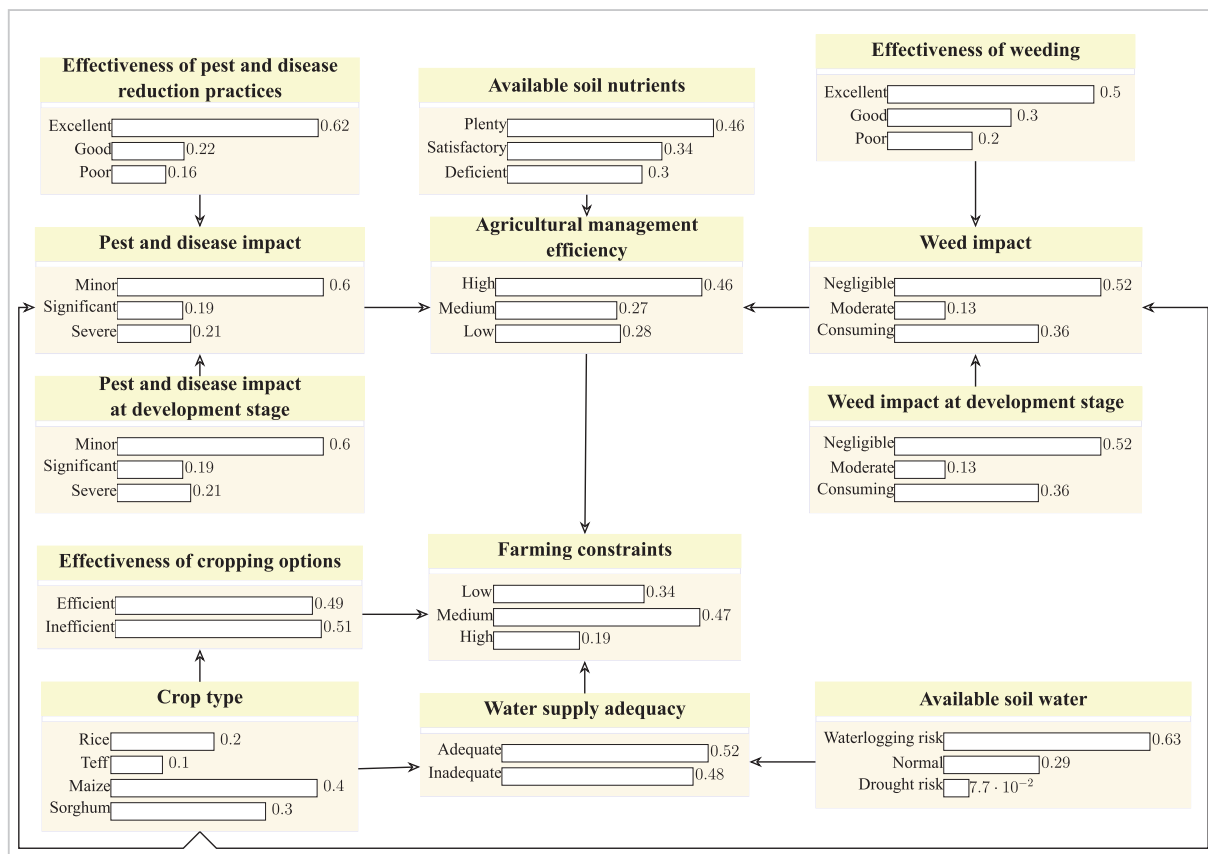 Effectiveness of pest and disease
reduction practices
Excellent 0.62
Good 0.22
Poor 0.16
Available soil nutrients
Plenty 0.46
Satisfactory 0.34
Deficient 0.3
Effectiveness of weeding
Excellent 0.5
Good 0.3
Poor 0.2
Pest and disease impact
Minor 0.6
Significant 0.19
Severe 0.21
Agricultural management
efficiency
High 0.46
Medium 0.27
Low 0.28
Weed impact
Negligible 0.52
Moderate 0.13
Consuming 0.36
Pest and disease impact
at development stage
Minor 0.6
Significant 0.19
Severe 0.21
Weed impact at development stage
Negligible 0.52
Moderate 0.13
Consuming 0.36
Effectiveness of cropping options
Efficient 0.49
Inefficient 0.51
Farming constraints
Low 0.34
Medium 0.47
High 0.19
Crop type
Rice 0.2
Teff 0.1
Maize 0.4
Sorghum 0.3
Water supply adequacy
Adequate 0.52
Inadequate 0.48
Available soil water
Waterlogging risk 0.63
Normal 0.29
Drought risk 7.7 · 10⁻²